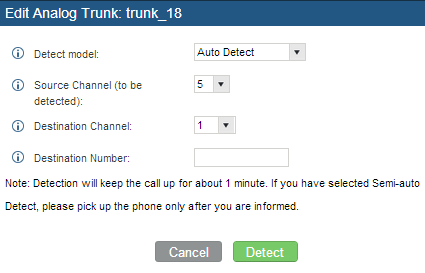 Edit Analog Trunk: trunk_18
Detect model: Auto Detect
Source Channel (to be 5
detected):
Destination Channel: 1
Destination Number:
Note: Detection will keep the call up for about 1 minute. If you have selected Semi-auto
Detect, please pick up the phone only after you are informed.
Cancel Detect